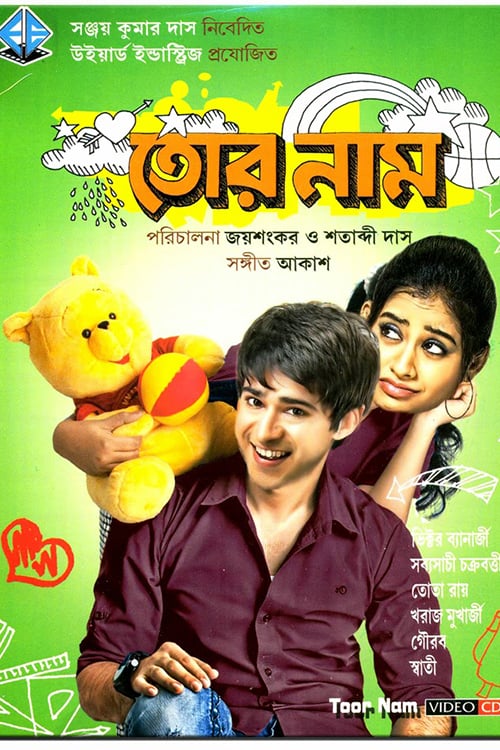 সঞ্জয় কুমার দাস নিবেদিত
উইয়ার্ড ইন্ডাস্ট্রিজ প্রযোজিত
তোর নাম
পরিচালনা জয়শংকর ও শতাব্দী দাস
সঙ্গীত আকাশ
ভিক্টর ব্যানার্জী
সব্যসাচী চক্রবর্ত্তী
তোতা রায়
খরাজ মুখার্জী
গৌরব
স্বাতী
Toor Nam VIDEO CD